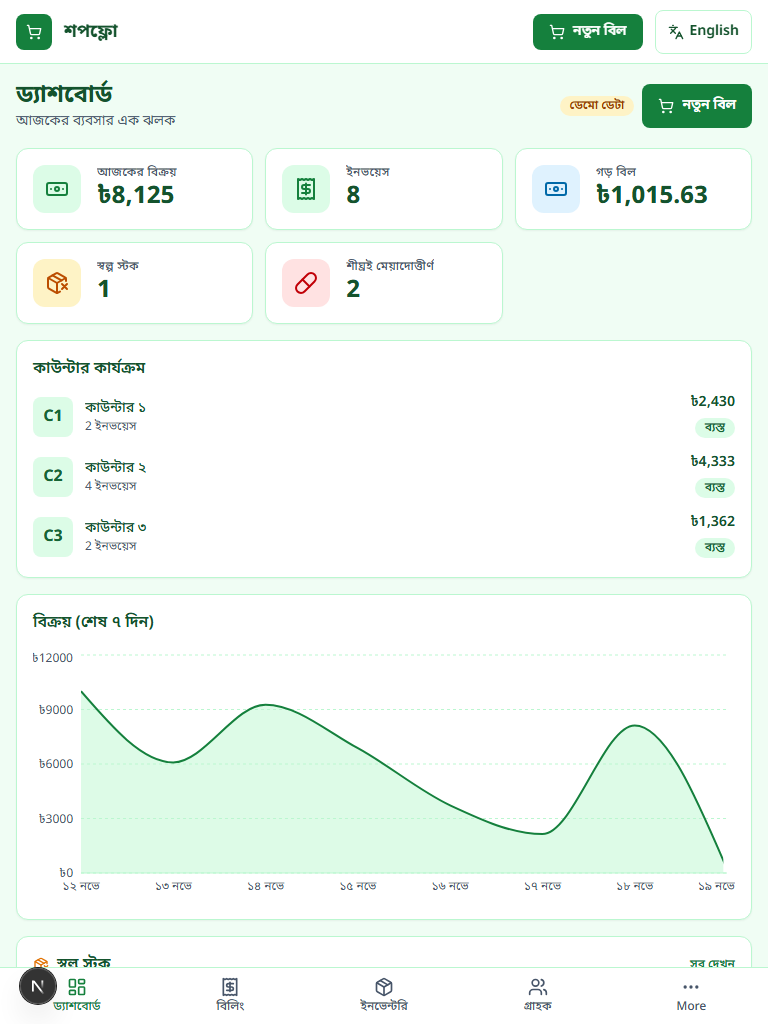 শপফ্লো
নতুন বিল
English
ড্যাশবোর্ড
আজকের ব্যবসার এক ঝলক
ডেমো ডেটা
নতুন বিল
আজকের বিক্রয়
৳8,125
ইনভয়েস
8
গড় বিল
৳1,015.63
স্বল্প স্টক
1
শীঘ্রই মেয়াদোত্তীর্ণ
2
কাউন্টার কার্যক্রম
C1
কাউন্টার ১
2 ইনভয়েস
৳2,430
ব্যস্ত
C2
কাউন্টার ২
4 ইনভয়েস
৳4,333
ব্যস্ত
C3
কাউন্টার ৩
2 ইনভয়েস
৳1,362
ব্যস্ত
বিক্রয় (শেষ ৭ দিন)
৳12000
৳9000
৳6000
৳3000
৳0
১২ নভে ১৩ নভে ১৪ নভে ১৫ নভে ১৬ নভে ১৭ নভে ১৮ নভে ১৯ নভে
স্বল্প স্টক
সব দেখুন
N
ড্যাশবোর্ড
বিলিং
ইনভেন্টরি
গ্রাহক
More